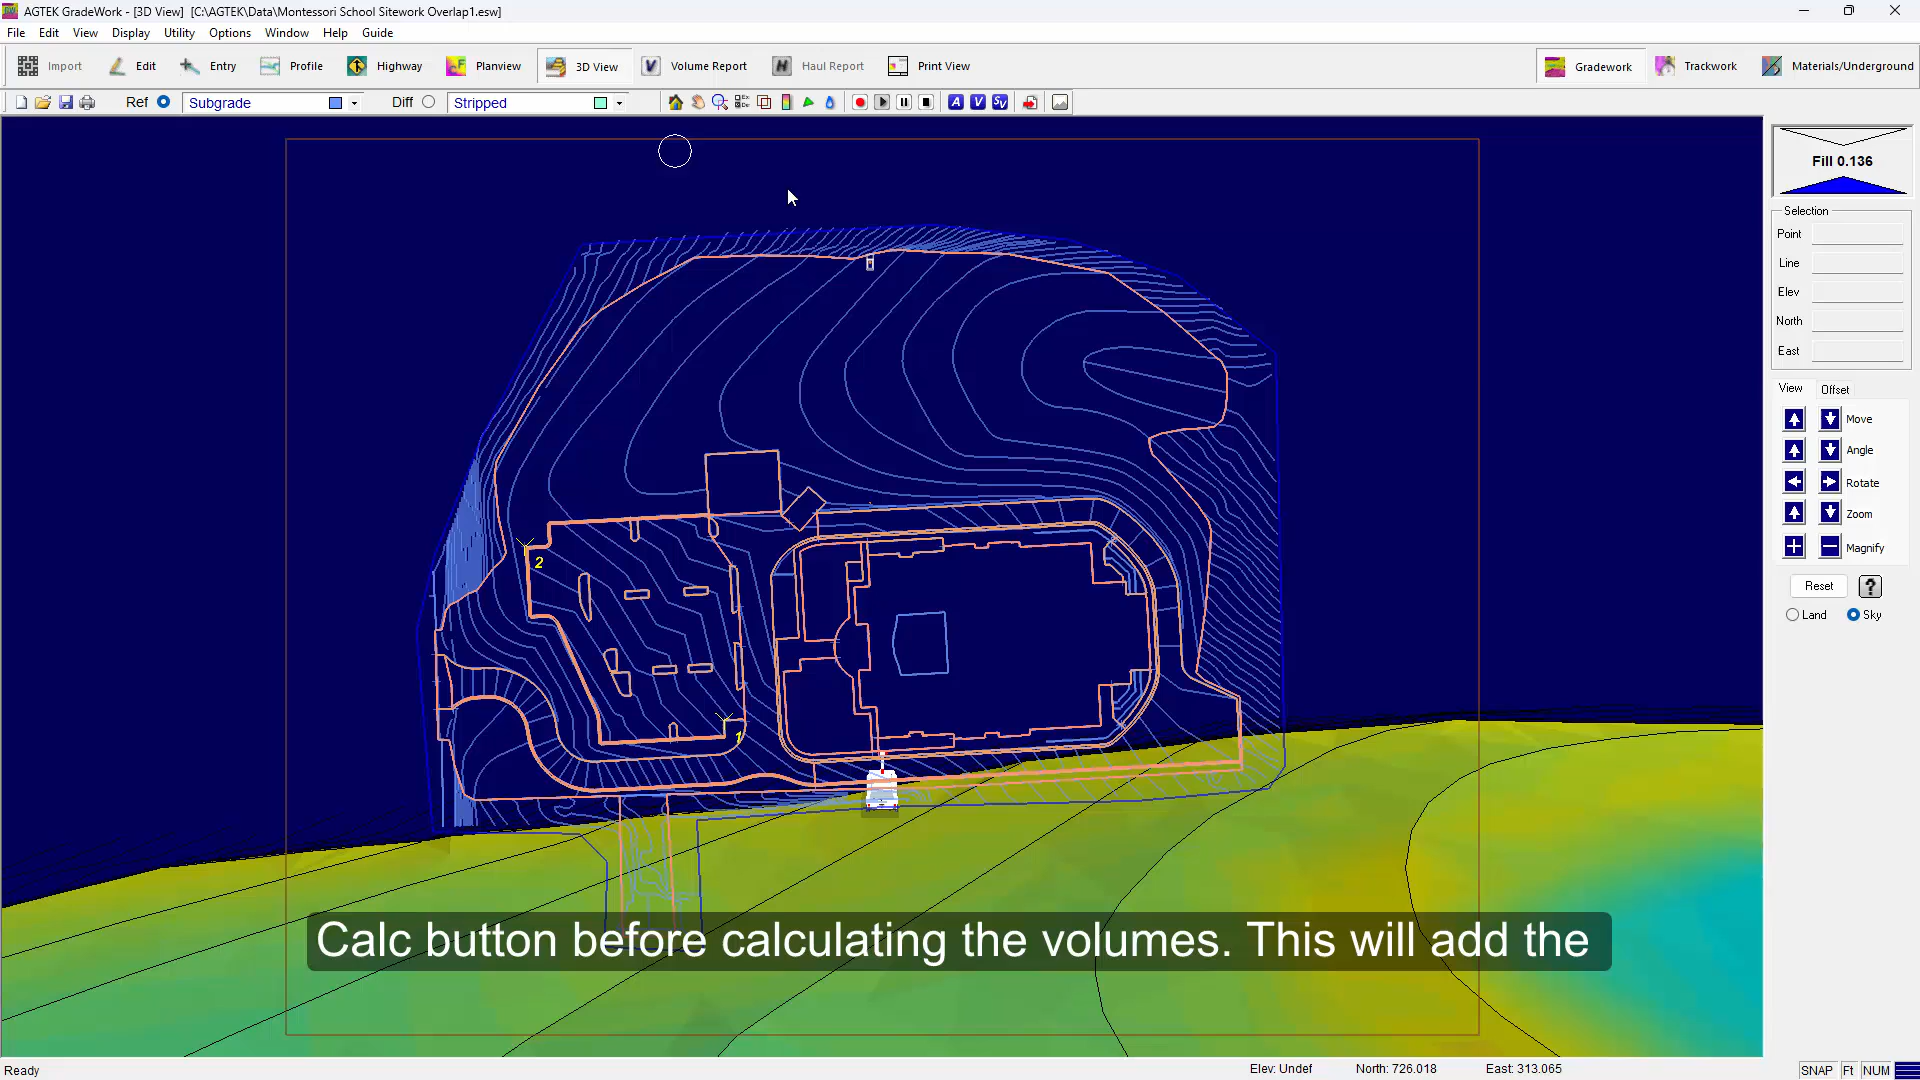 AGTEK GradeWork - [3D View] [C:\AGTEK\Data\Montessori School Sitework Overlap1.esw]
File Edit View Display Utility Options Window Help Guide
Import Edit Entry Profile Highway Planview 3D View Volume Report Haul Report Print View Gradework Trackwork Materials/Underground
Ref Subgrade Diff Stripped A V SV
Fill 0.136
Selection
Point
Line
Elev
North
East
View Offset
Move
Angle
Rotate
Zoom
Magnify
Reset ?
Land Sky
2
1
Calc button before calculating the volumes. This will add the
Ready Elev: Undef North: 726.018 East: 313.065 SNAP Ft NUM